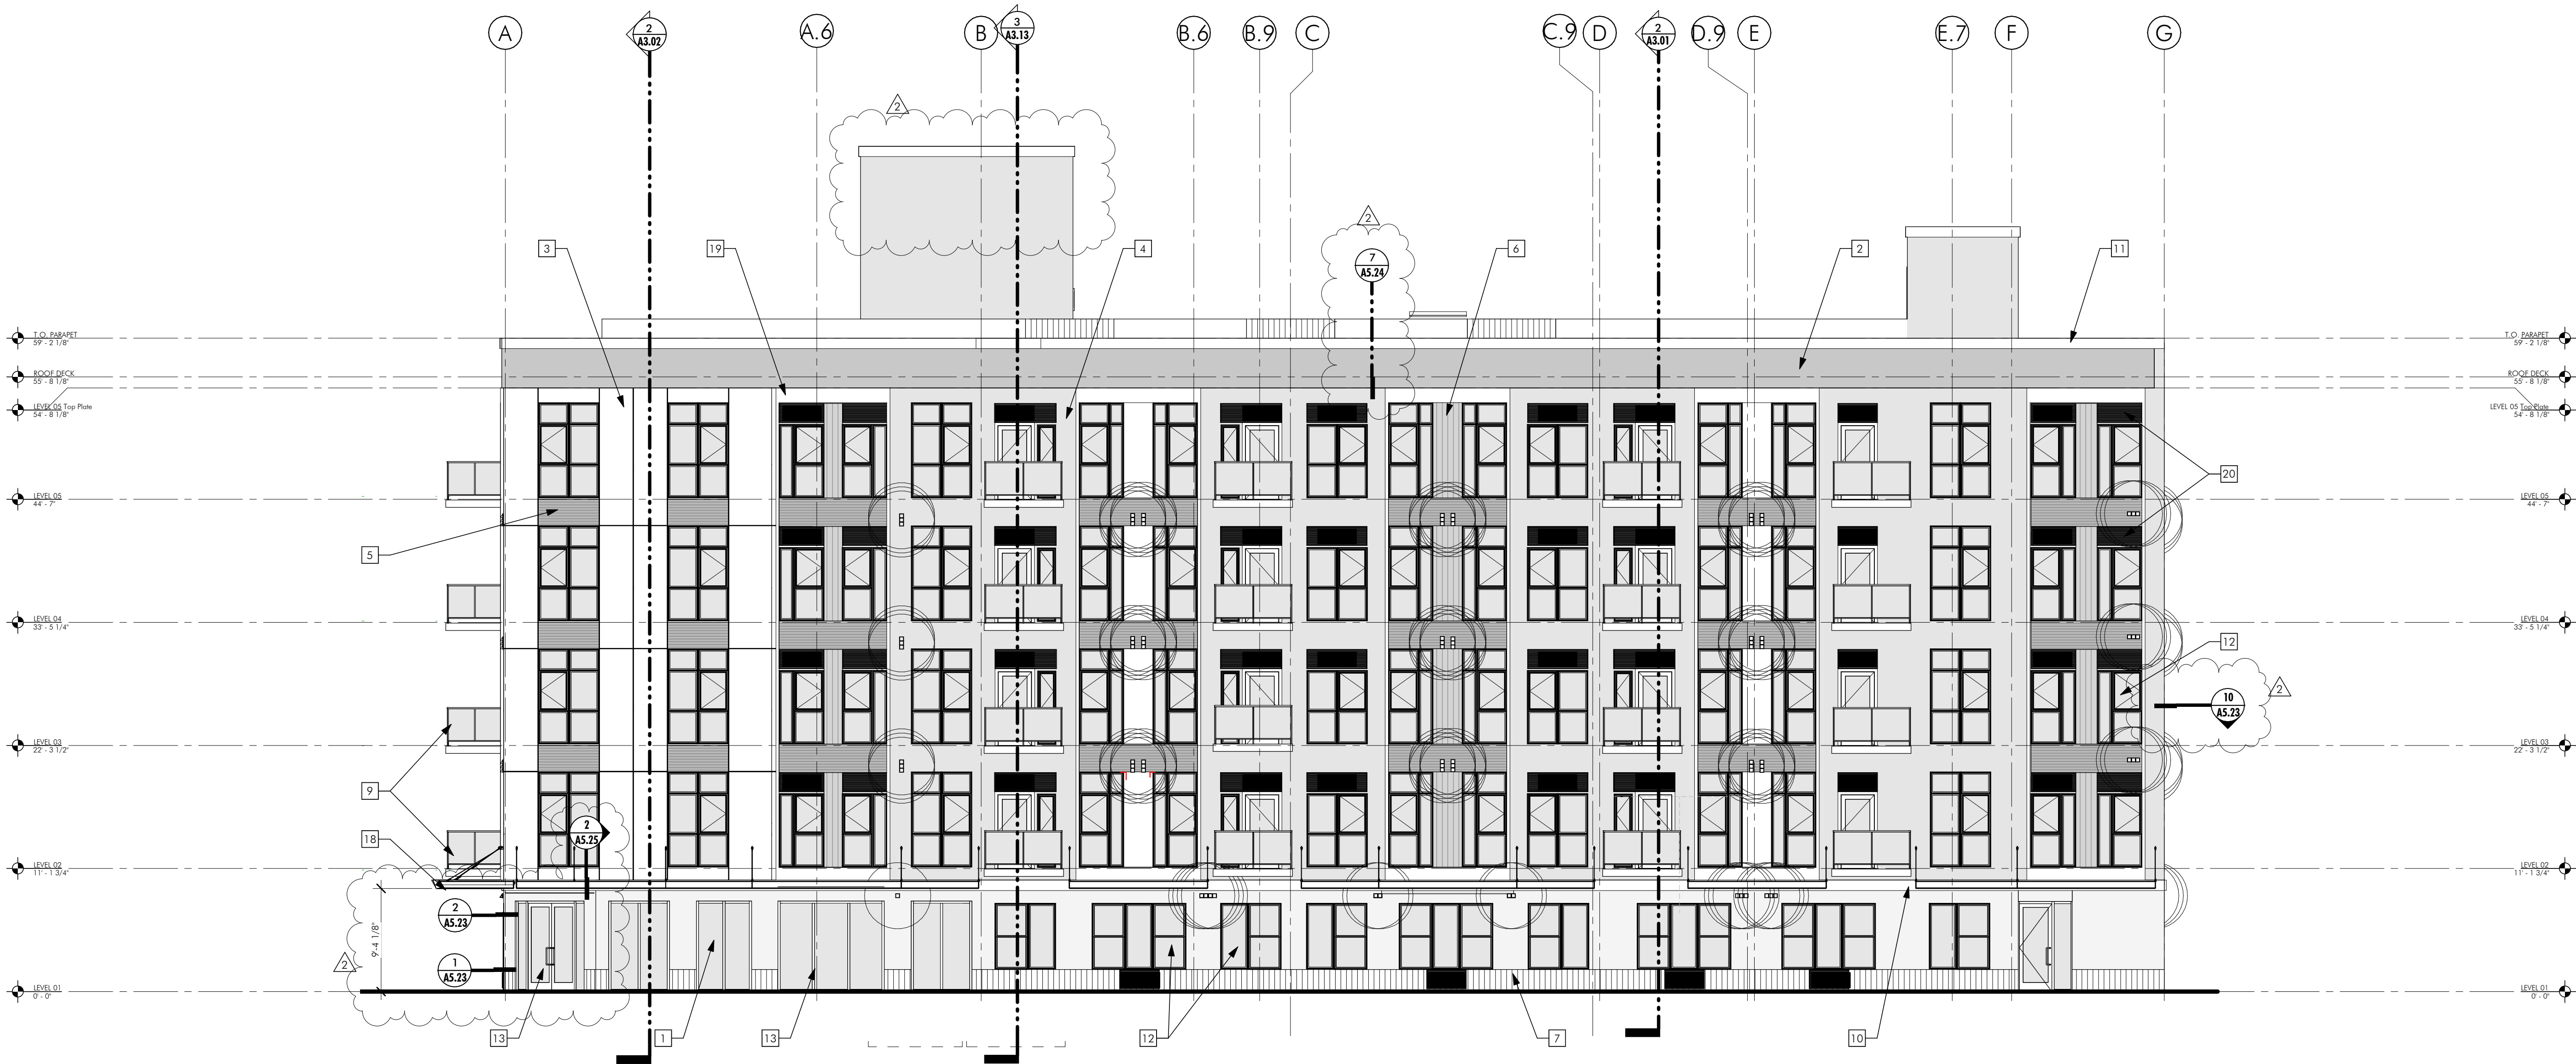 A
2
A3.02
A.6
B
3
A3.13
B.6
B.9
C
C.9
D
2
A3.01
D.9
E
E.7
F
G
2
2
3
19
4
7
A5.24
6
2
11
T.O. PARAPET
59' - 2 1/8"
T.O. PARAPET
59' - 2 1/8"
ROOF DECK
55' - 8 1/8"
ROOF DECK
55' - 8 1/8"
LEVEL 05 Top Plate
54' - 8 1/8"
LEVEL 05 Top Plate
54' - 8 1/8"
20
LEVEL 05
44' - 7"
LEVEL 05
44' - 7"
5
LEVEL 04
33' - 5 1/4"
LEVEL 04
33' - 5 1/4"
12
2
10
A5.23
LEVEL 03
22' - 3 1/2"
LEVEL 03
22' - 3 1/2"
9
18
2
A5.25
LEVEL 02
11' - 1 3/4"
LEVEL 02
11' - 1 3/4"
2
A5.23
9'-4 1/8"
2
1
A5.23
LEVEL 01
0' - 0"
LEVEL 01
0' - 0"
13
1
13
12
7
10